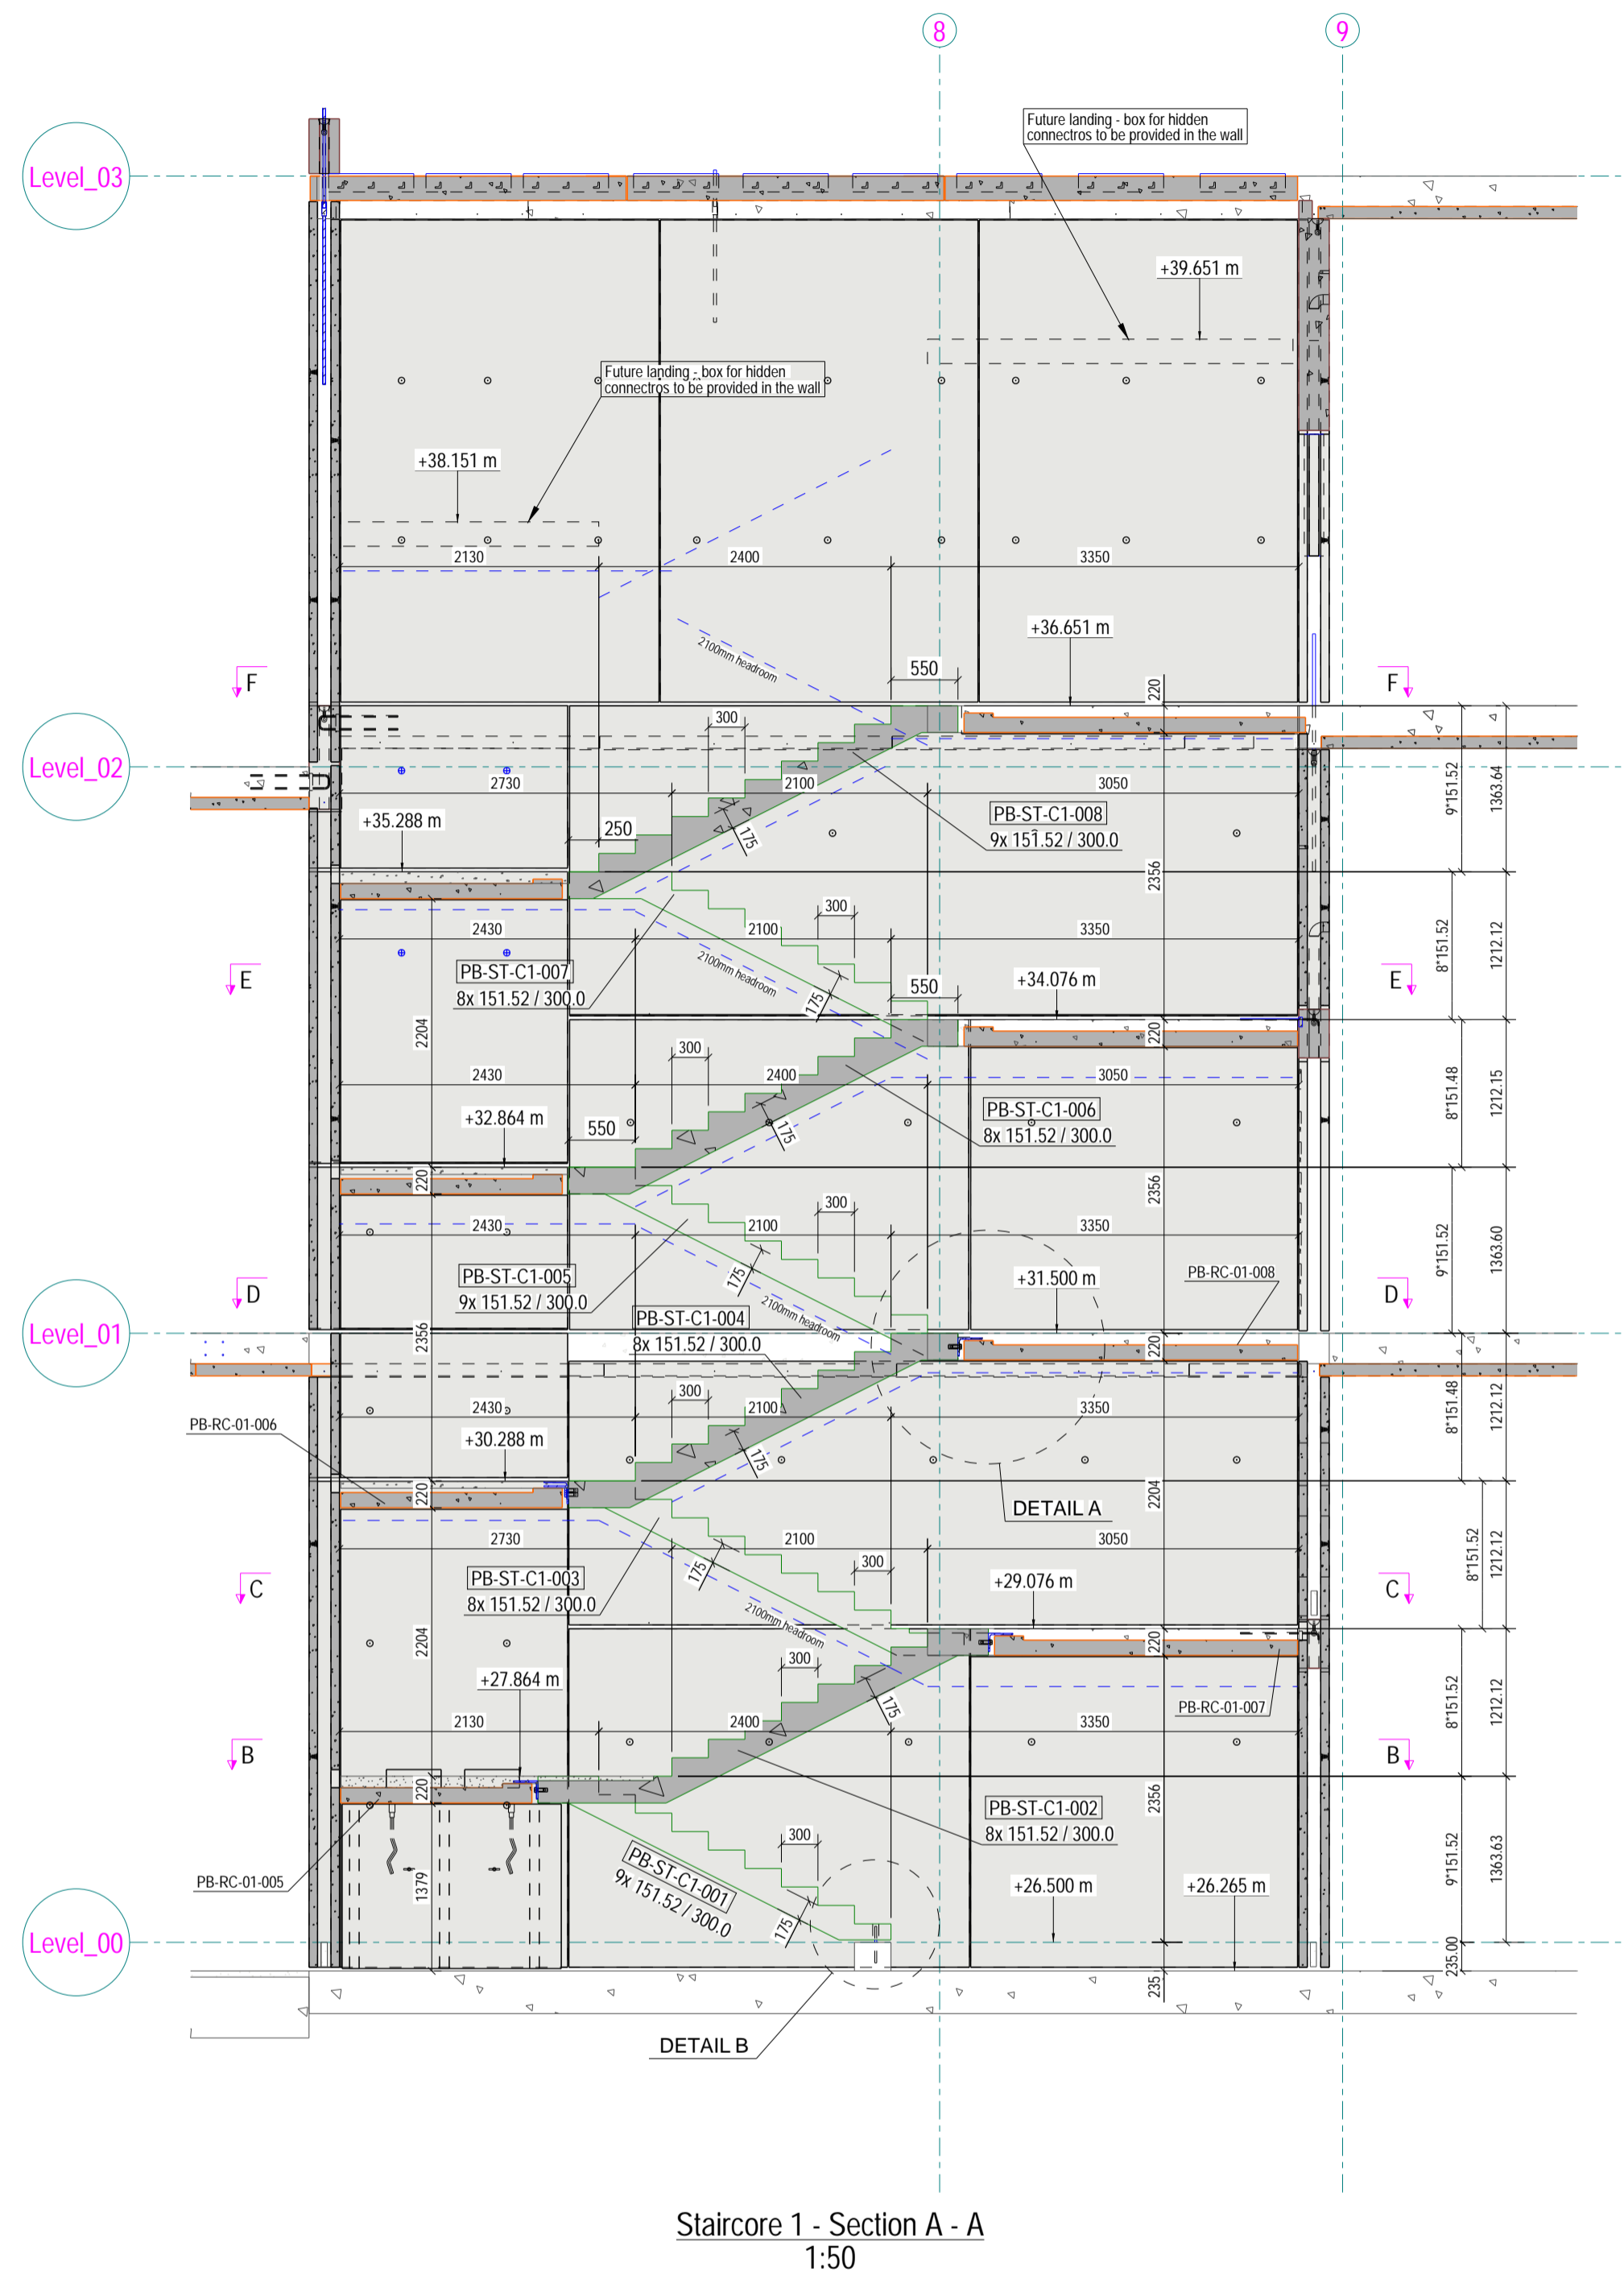 8
9
Future landing - box for hidden
connectros to be provided in the wall
Level_03
+39.651 m
Future landing - box for hidden
connectros to be provided in the wall
+38.151 m
2130
2400
3350
+36.651 m
2100mm headroom
550
220
F
F
300
Level_02
2730
2100
3050
9*151.52
1363.64
+35.288 m
250
PB-ST-C1-008
9x 151.52 / 300.0
175
2356
300
2430
2100
3350
8*151.52
1212.12
2100mm headroom
PB-ST-C1-007
8x 151.52 / 300.0
E
E
175
550
+34.076 m
2204
220
300
2430
2400
3050
8*151.48
1212.15
+32.864 m
550
175
PB-ST-C1-006
8x 151.52 / 300.0
220
2356
300
2430
2100
3350
9*151.52
1363.60
PB-ST-C1-005
9x 151.52 / 300.0
175
+31.500 m
PB-RC-01-008
D
D
2100mm headroom
PB-ST-C1-004
8x 151.52 / 300.0
Level_01
2356
220
300
2430
2100
3350
8*151.48
1212.12
PB-RC-01-006
+30.288 m
175
2204
220
DETAIL A
2730
2100
3050
8*151.52
1212.12
175
300
PB-ST-C1-003
8x 151.52 / 300.0
+29.076 m
C
C
2100mm headroom
2204
220
300
+27.864 m
175
PB-RC-01-007
8*151.52
1212.12
2130
2400
3350
B
B
220
PB-ST-C1-002
8x 151.52 / 300.0
2356
300
PB-ST-C1-001
9x 151.52 / 300.0
PB-RC-01-005
1379
175
+26.500 m
+26.265 m
9*151.52
1363.63
Level_00
235
235.00
DETAIL B
Staircore 1 - Section A - A
1:50